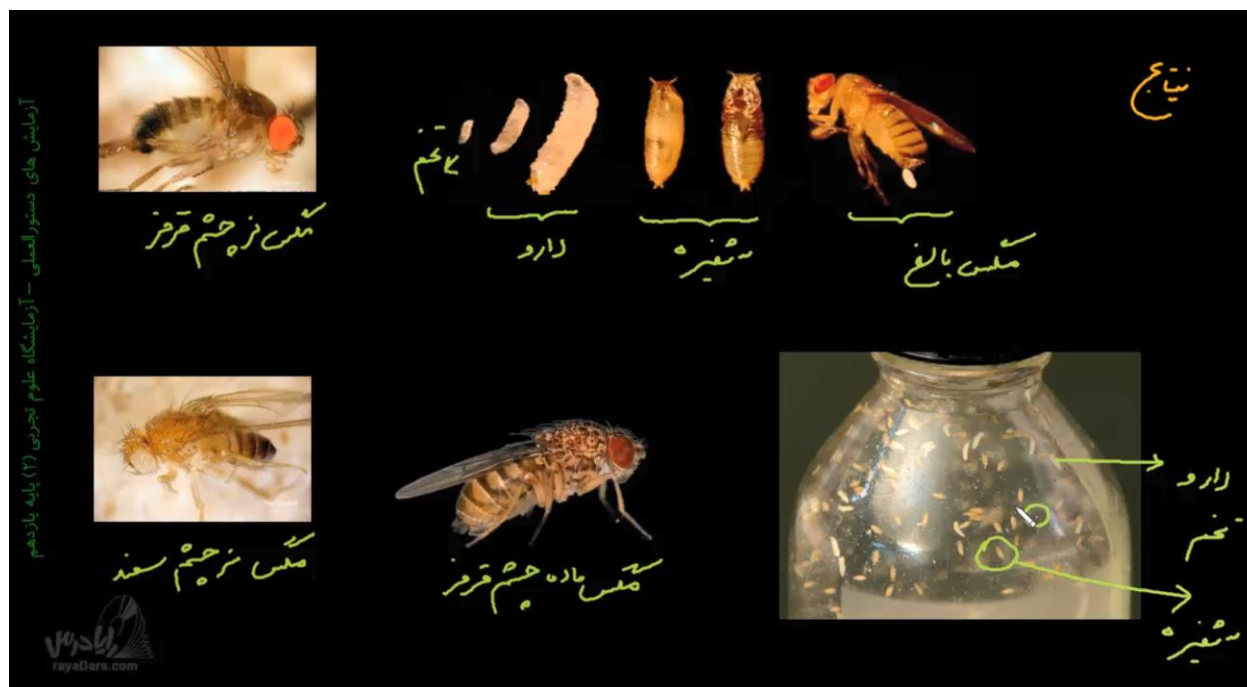 نتایج
تخم
لارو
شفیره
مگس بالغ
مگس نر چشم قرمز
مگس نر چشم سفید
مگس ماده چشم قرمز
لارو
تخم
شفیره
آزمایش های دستورالعملی – آزمایشگاه علوم تجربی (۲) پایه یازدهم
رایادرس
rayaDars.com